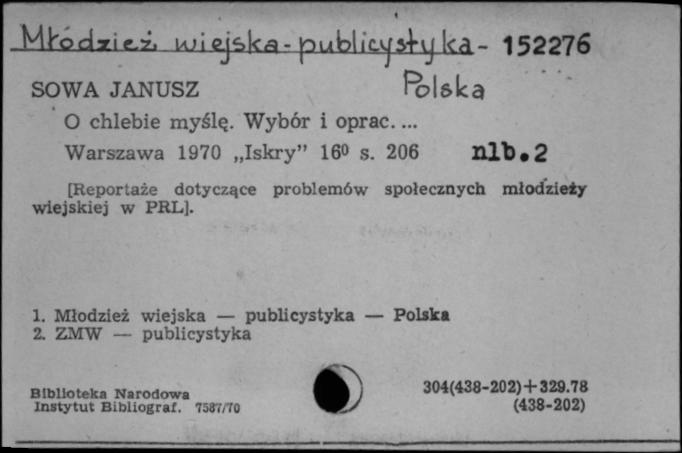 Młodzież wiejska - publicystyka - 152276
Polska
SOWA JANUSZ
O chlebie myślę. Wybór i oprac. ...
Warszawa 1970 „Iskry” 16⁰ s. 206 nlb. 2
[Reportaże dotyczące problemów społecznych młodzieży
wiejskiej w PRL].
1. Młodzież wiejska — publicystyka — Polska
2. ZMW — publicystyka
Biblioteka Narodowa
Instytut Bibliograf. 7587/70
304(438-202)+329.78
(438-202)